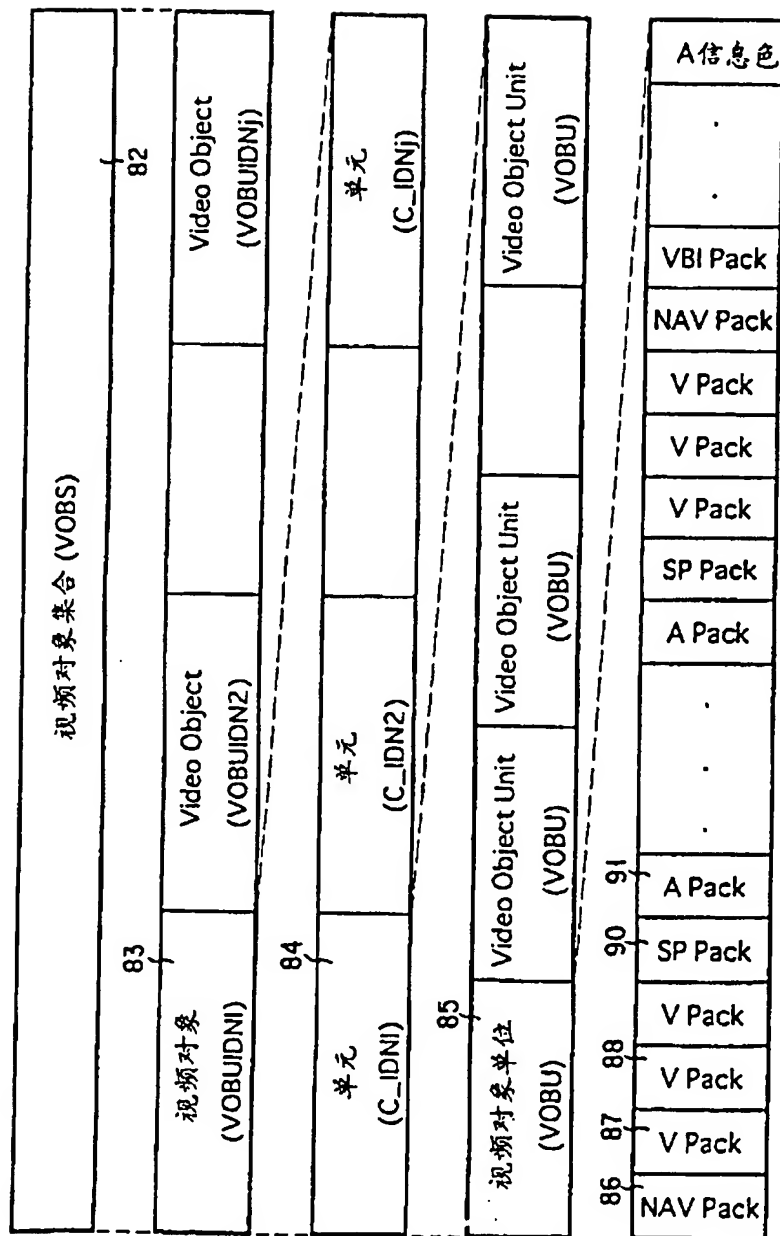 视频对象集合 (VOBS)
82
83
视频对象
(VOBUIDN1)
Video Object
(VOBUIDN2)
Video Object
(VOBUIDNj)
84
单元
(C_IDN1)
单元
(C_IDN2)
单元
(C_IDNj)
85
视频对象单位
(VOBU)
Video Object Unit
(VOBU)
Video Object Unit
(VOBU)
Video Object Unit
(VOBU)
86
87
88
90
91
NAV Pack
V Pack
V Pack
V Pack
SP Pack
A Pack
. . .
A Pack
SP Pack
V Pack
V Pack
V Pack
NAV Pack
VBI Pack
. .
A信息色